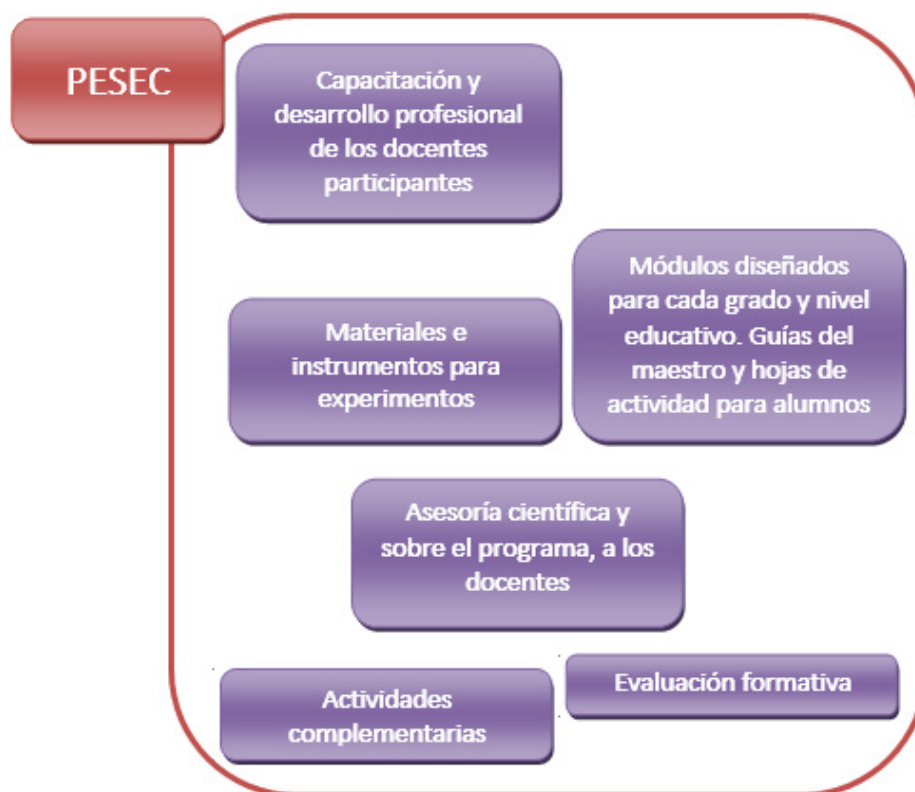 PESEC
Capacitación y
desarrollo profesional
de los docentes
participantes
Módulos diseñados
para cada grado y nivel
educativo. Guías del
maestro y hojas de
actividad para alumnos
Materiales e
instrumentos para
experimentos
Asesoría científica y
sobre el programa, a los
docentes
Actividades
complementarias
Evaluación formativa